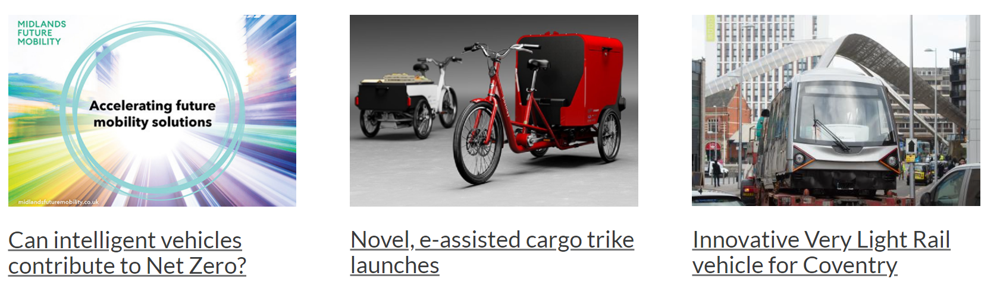 MIDLANDS
FUTURE
MOBILITY
Accelerating future
mobility solutions
midlandsfuturemobility.co.uk
Can intelligent vehicles
contribute to Net Zero?
Novel, e-assisted cargo trike
launches
Innovative Very Light Rail
vehicle for Coventry